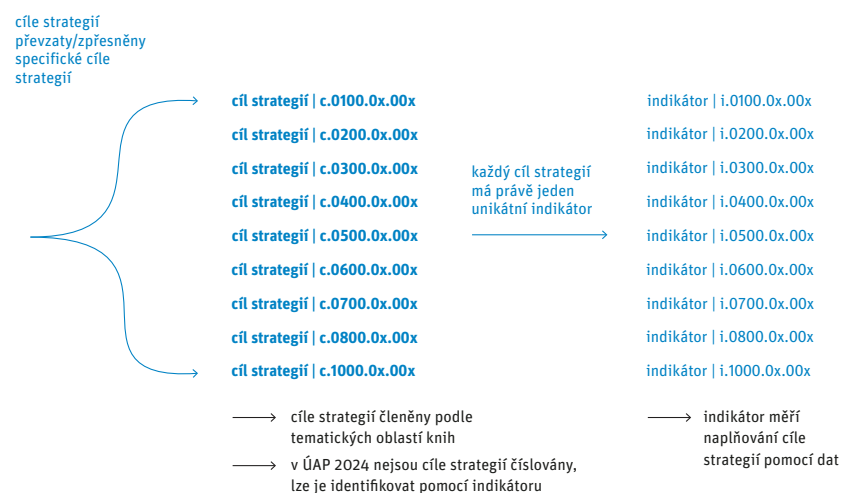 cíle strategií
převzaty/zpřesněny
specifické cíle
strategií
cíl strategií | c.0100.0x.00x
cíl strategií | c.0200.0x.00x
cíl strategií | c.0300.0x.00x
cíl strategií | c.0400.0x.00x
cíl strategií | c.0500.0x.00x
cíl strategií | c.0600.0x.00x
cíl strategií | c.0700.0x.00x
cíl strategií | c.0800.0x.00x
cíl strategií | c.1000.0x.00x
každý cíl strategií
má právě jeden
unikátní indikátor
indikátor | i.0100.0x.00x
indikátor | i.0200.0x.00x
indikátor | i.0300.0x.00x
indikátor | i.0400.0x.00x
indikátor | i.0500.0x.00x
indikátor | i.0600.0x.00x
indikátor | i.0700.0x.00x
indikátor | i.0800.0x.00x
indikátor | i.1000.0x.00x
cíle strategií členěny podle
tematických oblastí knih
v ÚAP 2024 nejsou cíle strategií číslovány,
lze je identifikovat pomocí indikátoru
indikátor měří
naplňování cíle
strategií pomocí dat